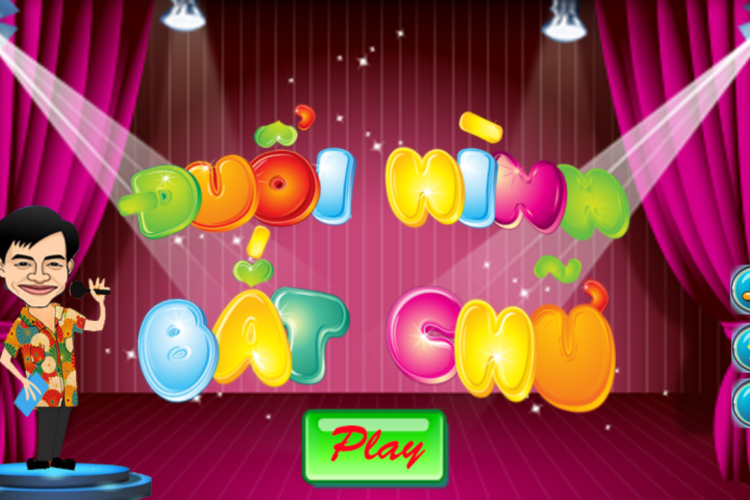 ĐUỔI HÌNH
BẮT CHỮ
Play